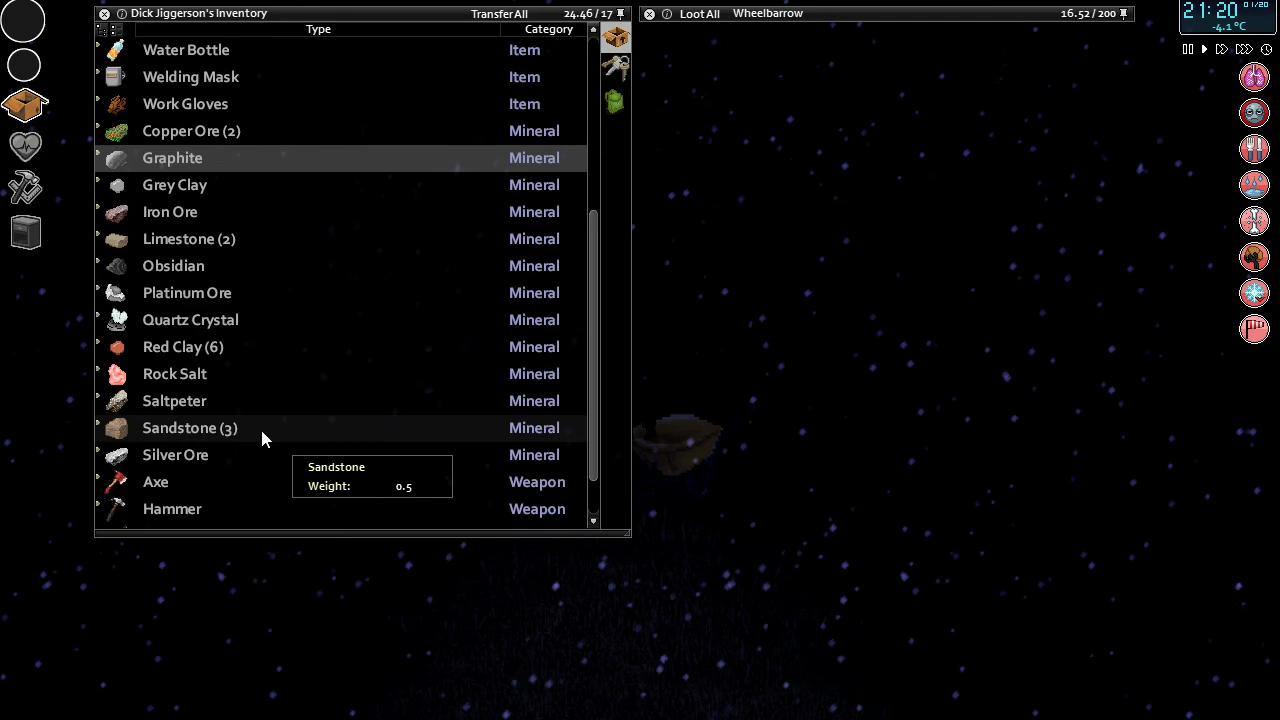 Dick Jiggerson's Inventory Transfer All 24.46 / 17
Type Category
Water Bottle Item
Welding Mask Item
Work Gloves Item
Copper Ore (2) Mineral
Graphite Mineral
Grey Clay Mineral
Iron Ore Mineral
Limestone (2) Mineral
Obsidian Mineral
Platinum Ore Mineral
Quartz Crystal Mineral
Red Clay (6) Mineral
Rock Salt Mineral
Saltpeter Mineral
Sandstone (3) Mineral
Silver Ore Mineral
Axe Weapon
Hammer Weapon
Sandstone
Weight: 0.5
Loot All Wheelbarrow 16.52 / 200
21:20 01/20
-4.1°C